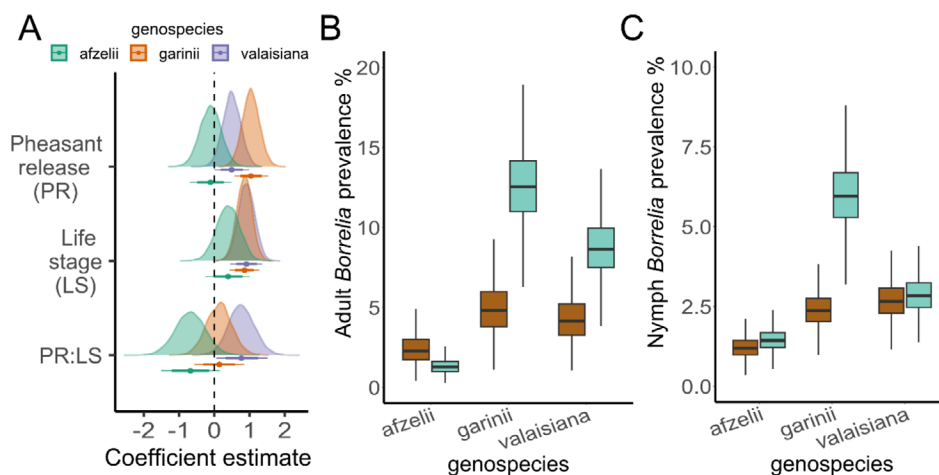 A
genospecies
afzelii garinii valaisiana
Pheasant
release
(PR)
Life
stage
(LS)
PR:LS
-2 -1 0 1 2
Coefficient estimate
B
Adult Borrelia prevalence %
20
15
10
5
0
afzelii garinii valaisiana
genospecies
C
Nymph Borrelia prevalence %
10.0
7.5
5.0
2.5
0.0
afzelii garinii valaisiana
genospecies